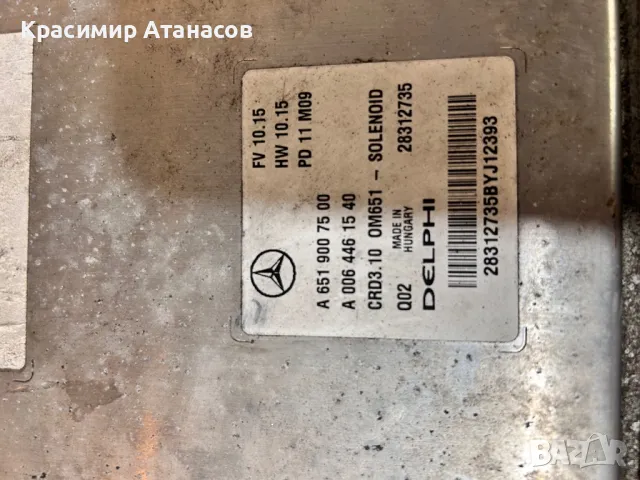 Красимир Атанасов
A 651 900 75 00
A 006 446 15 40
CRD3.10 OM651 - SOLENOID
Q02 MADE IN HUNGARY 28312735
DELPHI
28312735BYJ12393
FV 10.15
HW 10.15
PD 11 M09
BAZAR